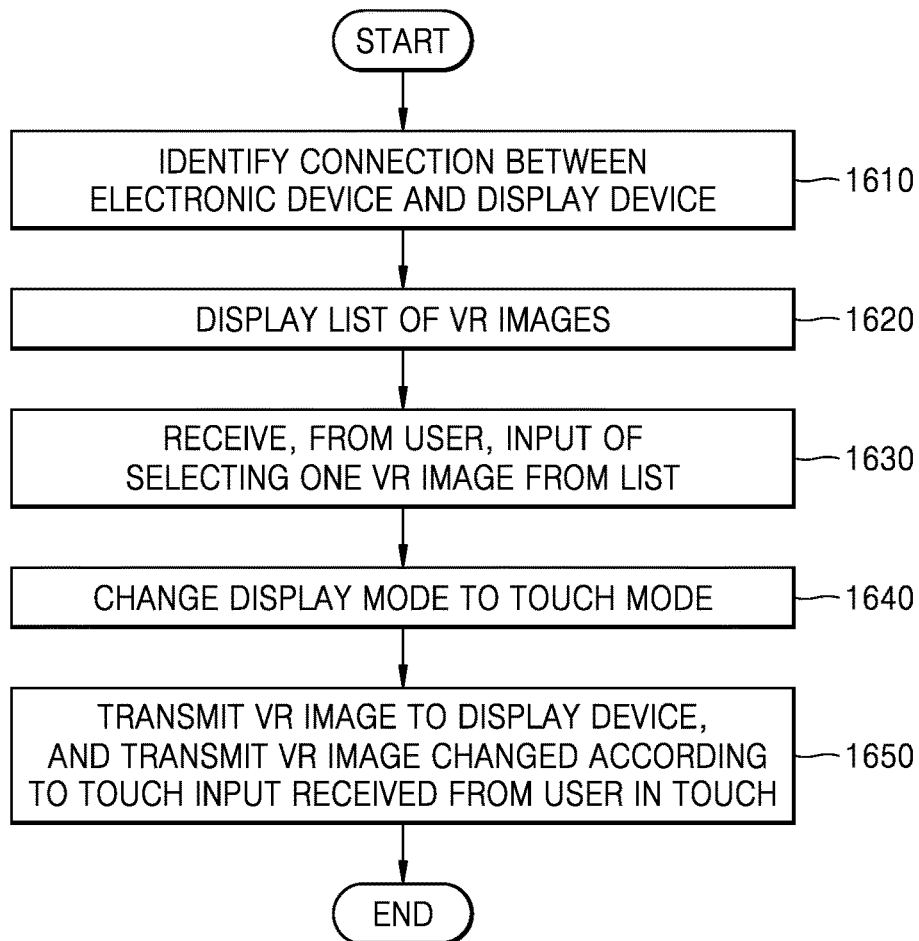 START
IDENTIFY CONNECTION BETWEEN
ELECTRONIC DEVICE AND DISPLAY DEVICE
1610
DISPLAY LIST OF VR IMAGES
1620
RECEIVE, FROM USER, INPUT OF
SELECTING ONE VR IMAGE FROM LIST
1630
CHANGE DISPLAY MODE TO TOUCH MODE
1640
TRANSMIT VR IMAGE TO DISPLAY DEVICE,
AND TRANSMIT VR IMAGE CHANGED ACCORDING
TO TOUCH INPUT RECEIVED FROM USER IN TOUCH
1650
END